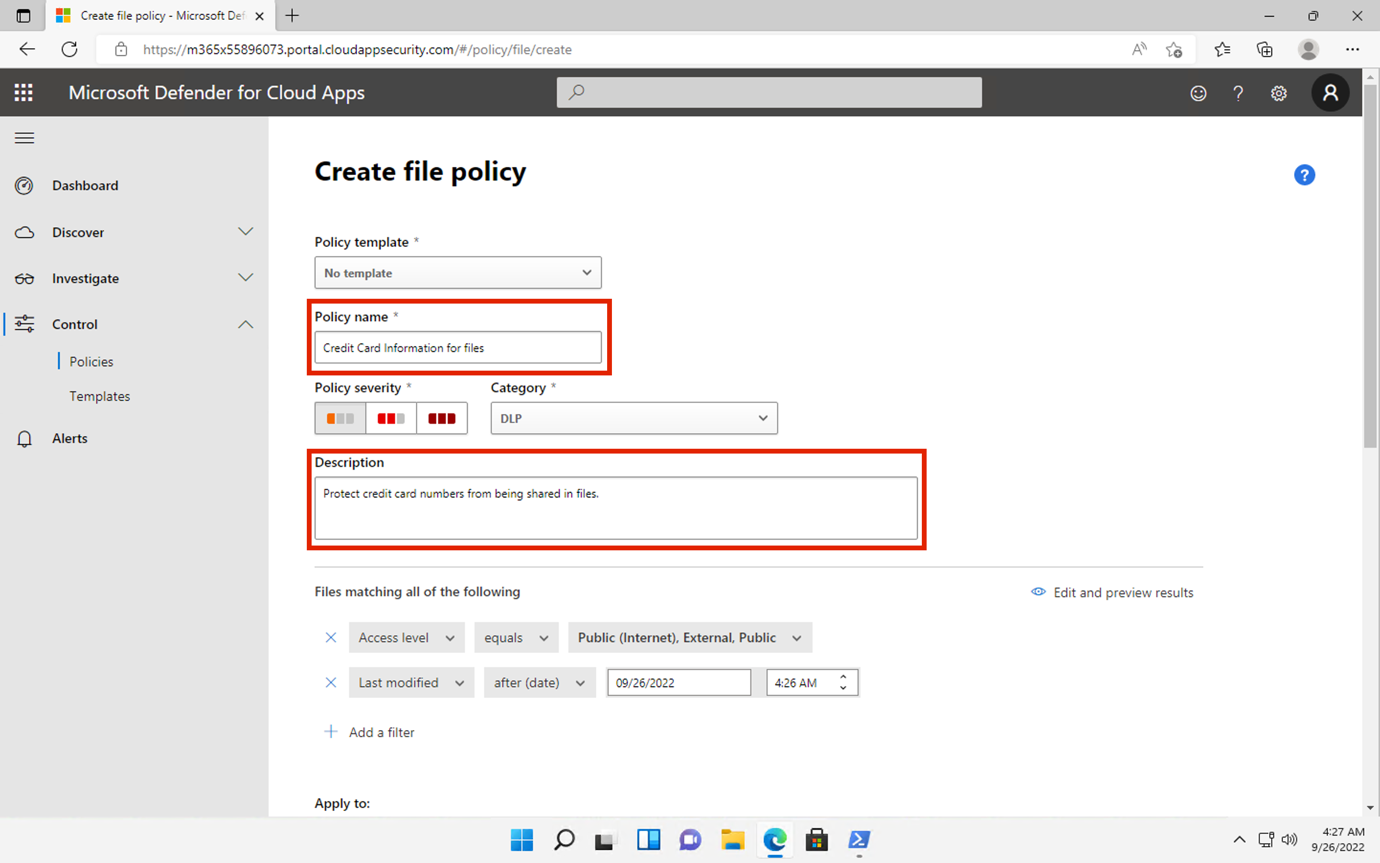 Create file policy - Microsoft Def
https://m365x55896073.portal.cloudappsecurity.com/#/policy/file/create
Microsoft Defender for Cloud Apps
Dashboard
Discover
Investigate
Control
Policies
Templates
Alerts
Create file policy
Policy template *
No template
Policy name *
Credit Card Information for files
Policy severity * Category *
DLP
Description
Protect credit card numbers from being shared in files.
Files matching all of the following Edit and preview results
Access level equals Public (Internet), External, Public
Last modified after (date) 09/26/2022 4:26 AM
Add a filter
Apply to:
4:27 AM
9/26/2022